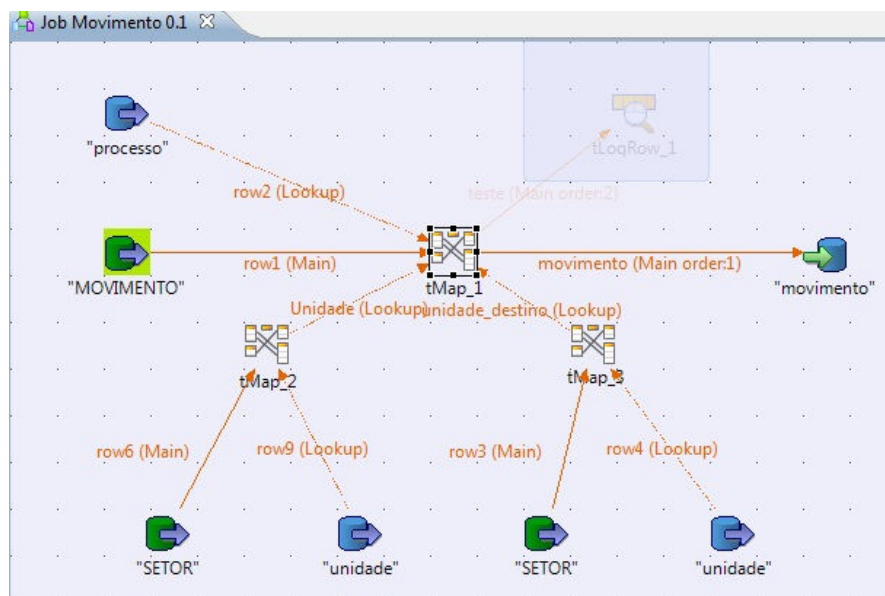 Job Movimento 0.1
"processo"
tLogRow_1
row2 (Lookup)
teste (Main order:2)
row1 (Main)
movimento (Main order:1)
"MOVIMENTO"
tMap_1
"movimento"
Unidade (Lookup)
unidade_destino (Lookup)
tMap_2
tMap_3
row6 (Main)
row9 (Lookup)
row3 (Main)
row4 (Lookup)
"SETOR"
"unidade"
"SETOR"
"unidade"